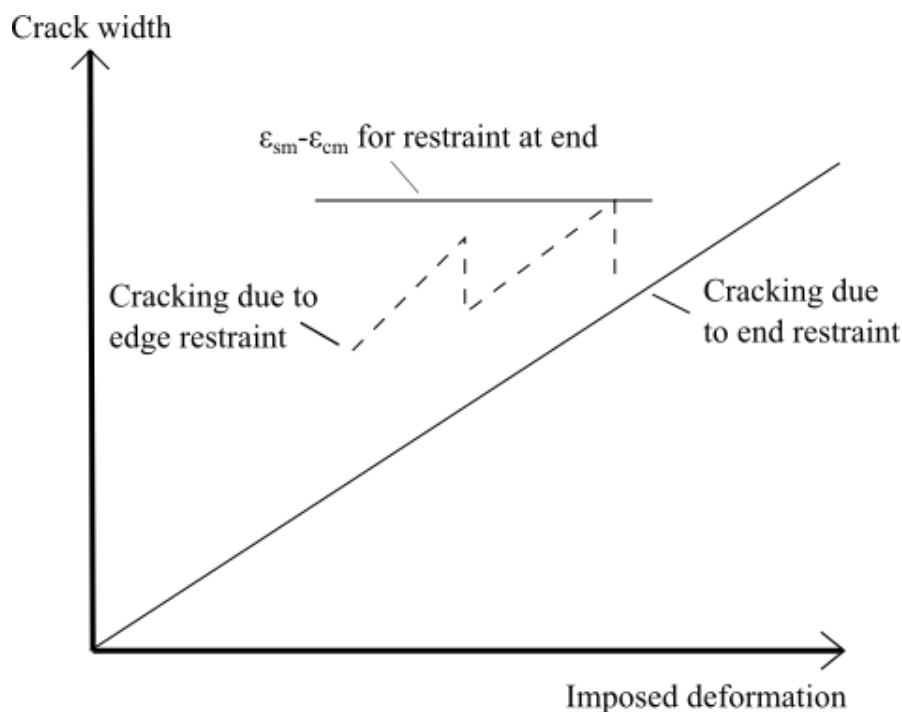 Crack width
εsm-εcm for restraint at end
Cracking due to
edge restraint
Cracking due
to end restraint
Imposed deformation